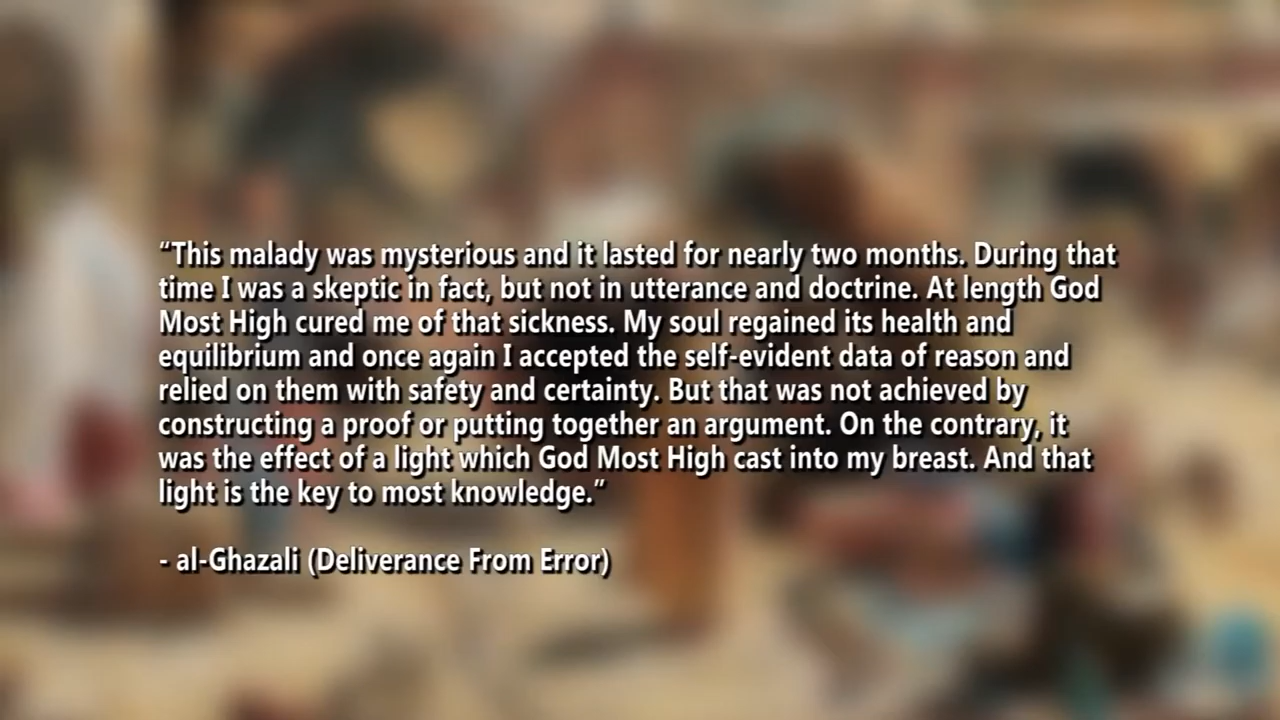 “This malady was mysterious and it lasted for nearly two months. During that
time I was a skeptic in fact, but not in utterance and doctrine. At length God
Most High cured me of that sickness. My soul regained its health and
equilibrium and once again I accepted the self-evident data of reason and
relied on them with safety and certainty. But that was not achieved by
constructing a proof or putting together an argument. On the contrary, it
was the effect of a light which God Most High cast into my breast. And that
light is the key to most knowledge.”
- al-Ghazali (Deliverance From Error)